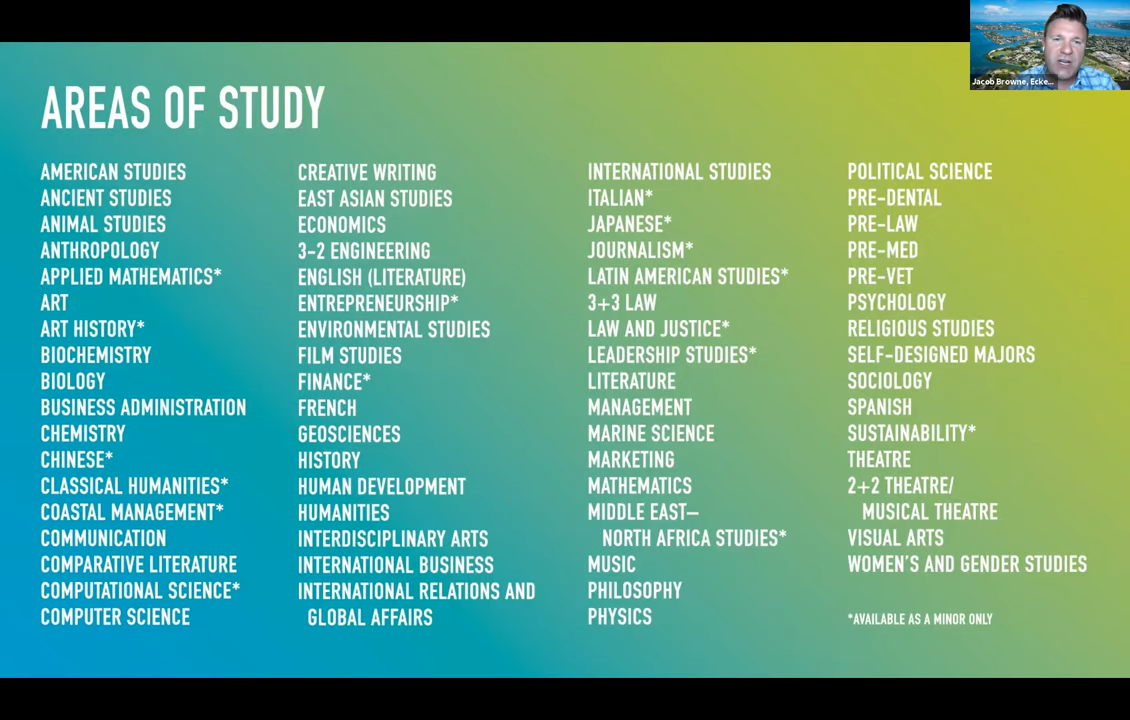 AREAS OF STUDY
AMERICAN STUDIES
ANCIENT STUDIES
ANIMAL STUDIES
ANTHROPOLOGY
APPLIED MATHEMATICS*
ART
ART HISTORY*
BIOCHEMISTRY
BIOLOGY
BUSINESS ADMINISTRATION
CHEMISTRY
CHINESE*
CLASSICAL HUMANITIES*
COASTAL MANAGEMENT*
COMMUNICATION
COMPARATIVE LITERATURE
COMPUTATIONAL SCIENCE*
COMPUTER SCIENCE
CREATIVE WRITING
EAST ASIAN STUDIES
ECONOMICS
3-2 ENGINEERING
ENGLISH (LITERATURE)
ENTREPRENEURSHIP*
ENVIRONMENTAL STUDIES
FILM STUDIES
FINANCE*
FRENCH
GEOSCIENCES
HISTORY
HUMAN DEVELOPMENT
HUMANITIES
INTERDISCIPLINARY ARTS
INTERNATIONAL BUSINESS
INTERNATIONAL RELATIONS AND
GLOBAL AFFAIRS
INTERNATIONAL STUDIES
ITALIAN*
JAPANESE*
JOURNALISM*
LATIN AMERICAN STUDIES*
3+3 LAW
LAW AND JUSTICE*
LEADERSHIP STUDIES*
LITERATURE
MANAGEMENT
MARINE SCIENCE
MARKETING
MATHEMATICS
MIDDLE EAST–
NORTH AFRICA STUDIES*
MUSIC
PHILOSOPHY
PHYSICS
POLITICAL SCIENCE
PRE-DENTAL
PRE-LAW
PRE-MED
PRE-VET
PSYCHOLOGY
RELIGIOUS STUDIES
SELF-DESIGNED MAJORS
SOCIOLOGY
SPANISH
SUSTAINABILITY*
THEATRE
2+2 THEATRE/
MUSICAL THEATRE
VISUAL ARTS
WOMEN'S AND GENDER STUDIES
*AVAILABLE AS A MINOR ONLY
Jacob Browne, Ecke...